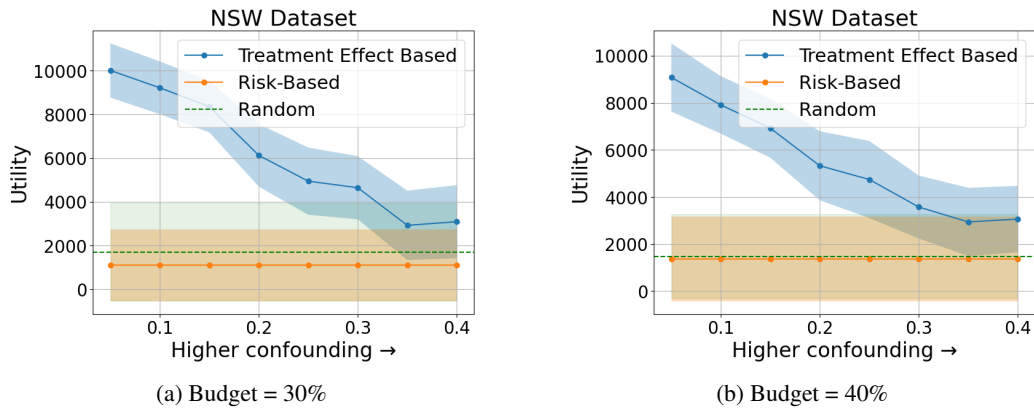 NSW Dataset
Treatment Effect Based
Risk-Based
Random
10000
8000
6000
4000
2000
0
Utility
0.1 0.2 0.3 0.4
Higher confounding →
(a) Budget = 30%
NSW Dataset
Treatment Effect Based
Risk-Based
Random
10000
8000
6000
4000
2000
0
Utility
0.1 0.2 0.3 0.4
Higher confounding →
(b) Budget = 40%